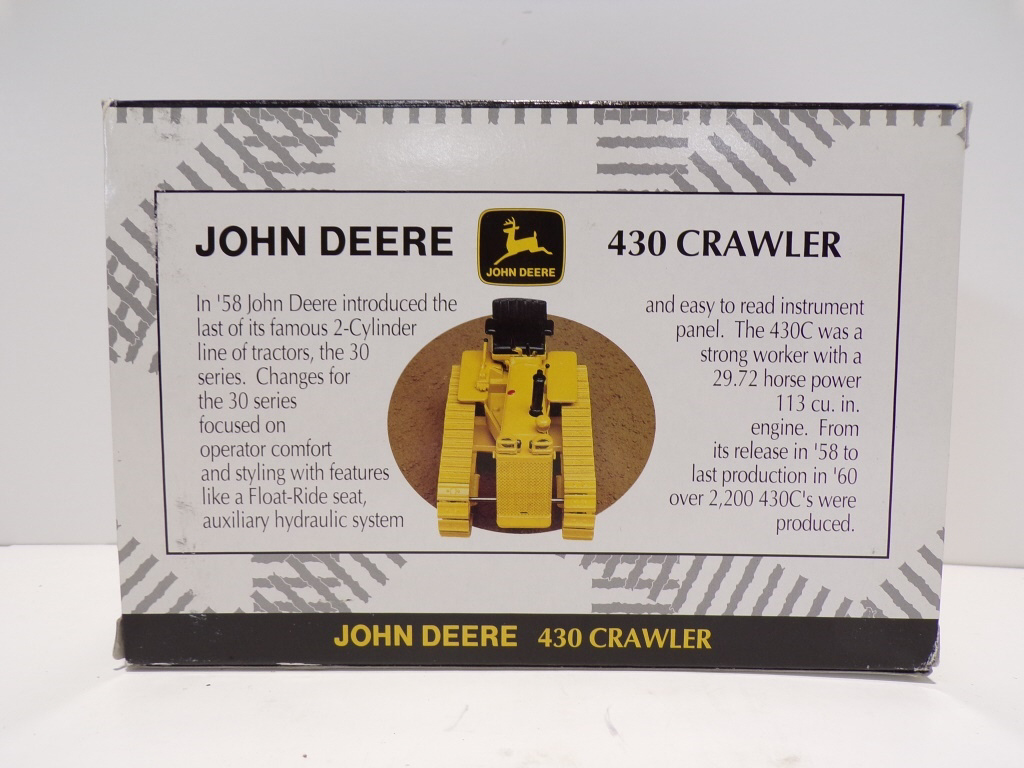 JOHN DEERE
JOHN DEERE
430 CRAWLER
In '58 John Deere introduced the
last of its famous 2-Cylinder
line of tractors, the 30
series. Changes for
the 30 series
focused on
operator comfort
and styling with features
like a Float-Ride seat,
auxiliary hydraulic system
and easy to read instrument
panel. The 430C was a
strong worker with a
29.72 horse power
113 cu. in.
engine. From
its release in '58 to
last production in '60
over 2,200 430C's were
produced.
JOHN DEERE 430 CRAWLER